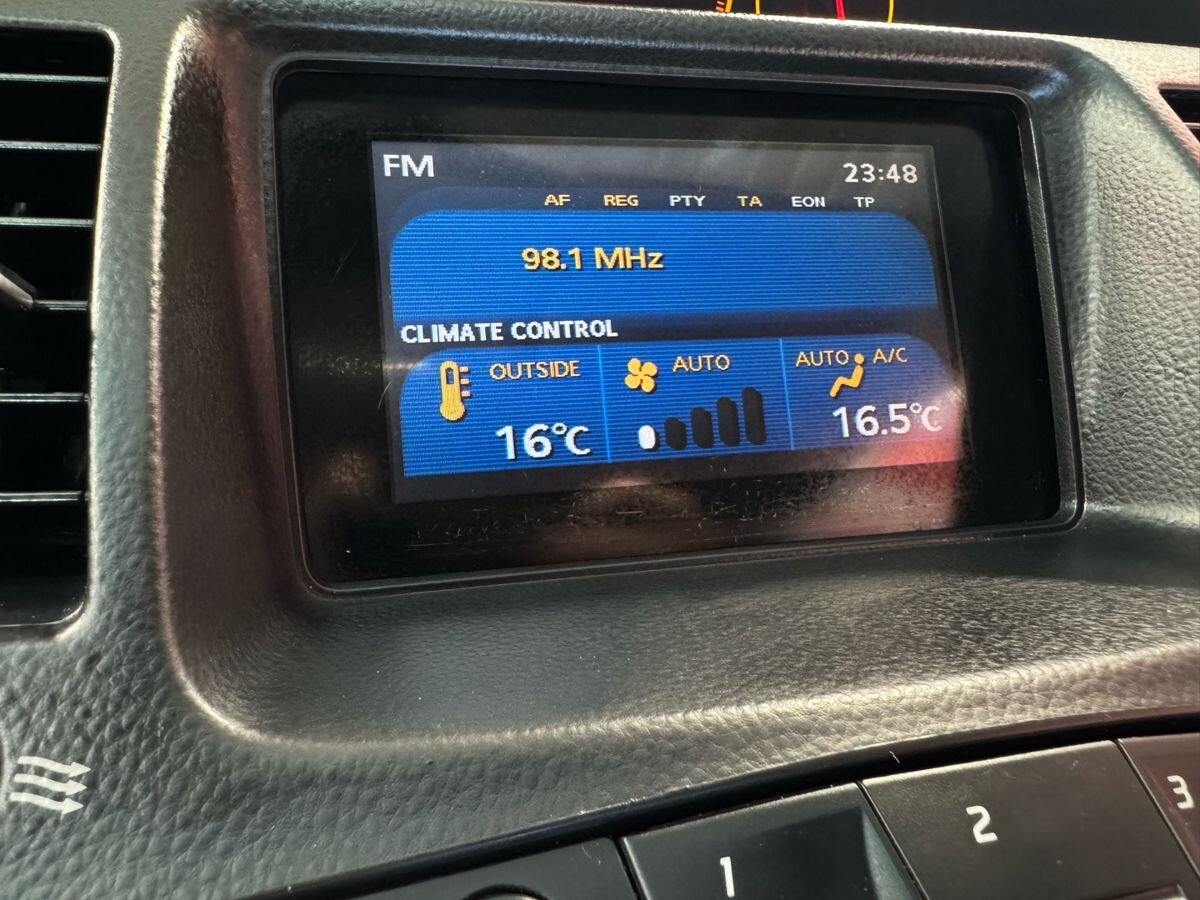 FM 23:48
AF REG PTY TA EON TP
98.1 MHz
CLIMATE CONTROL
OUTSIDE AUTO AUTO A/C
16°C 16.5°C
1 2 3